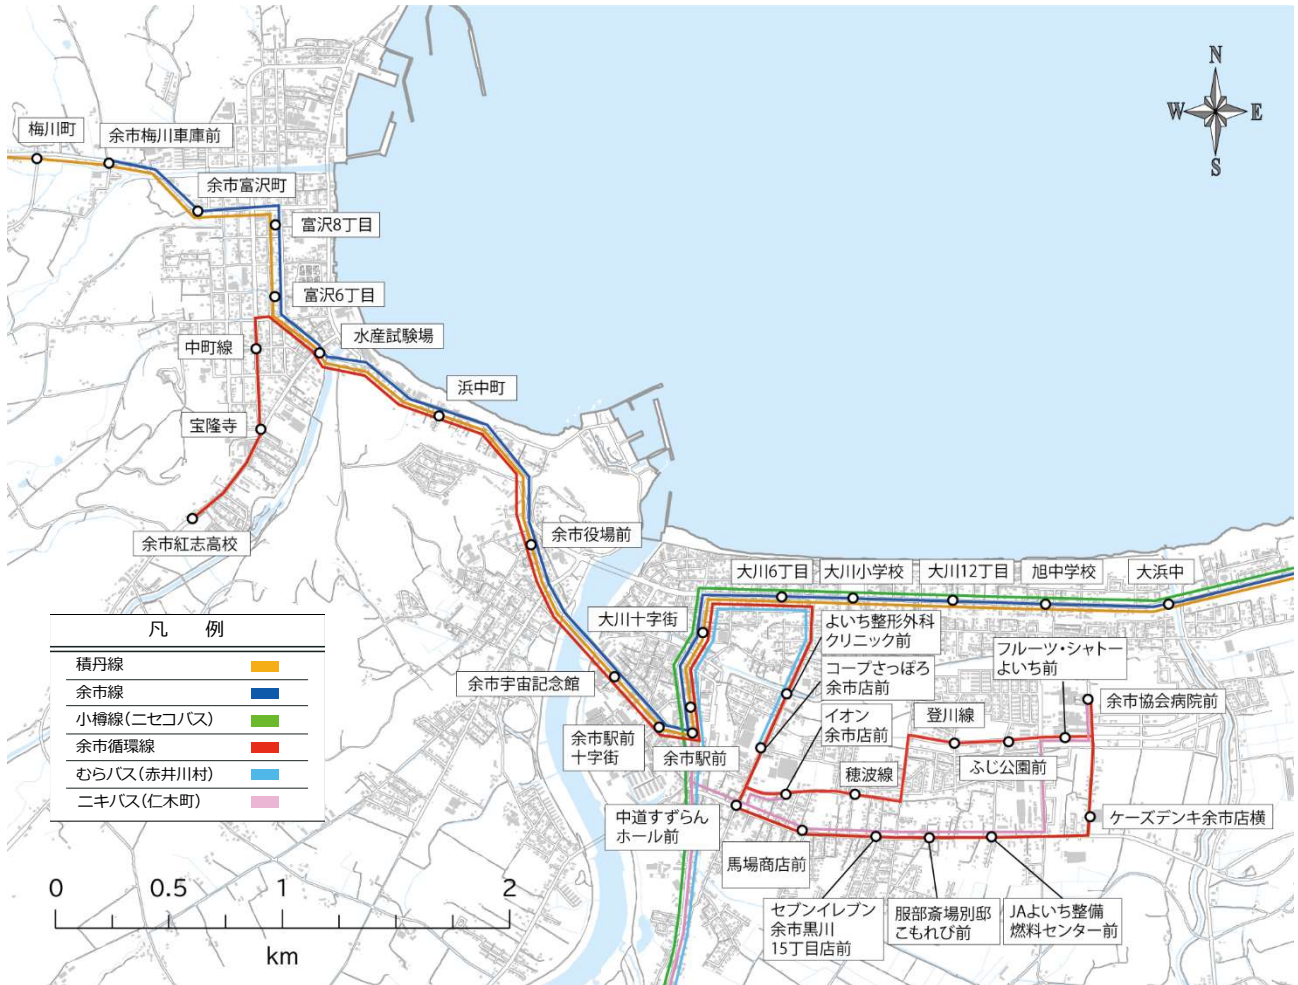 N
W
E
S
梅川町
余市梅川車庫前
余市富沢町
富沢8丁目
富沢6丁目
水産試験場
中町線
浜中町
宝隆寺
余市紅志高校
余市役場前
大川6丁目
大川小学校
大川12丁目
旭中学校
大浜中
大川十字街
よいち整形外科
クリニック前
フルーツ・シャトー
よいち前
コープさっぽろ
余市店前
余市宇宙記念館
余市協会病院前
イオン
余市店前
登川線
余市駅前
十字街
余市駅前
穂波線
ふじ公園前
中道すずらん
ホール前
ケーズデンキ余市店横
馬場商店前
セブンイレブン
余市黒川
15丁目店前
服部斎場別邸
こもれび前
JAよいち整備
燃料センター前
凡 例
積丹線
余市線
小樽線(ニセコバス)
余市循環線
むらバス(赤井川村)
ニキバス(仁木町)
0
0.5
1
2
km